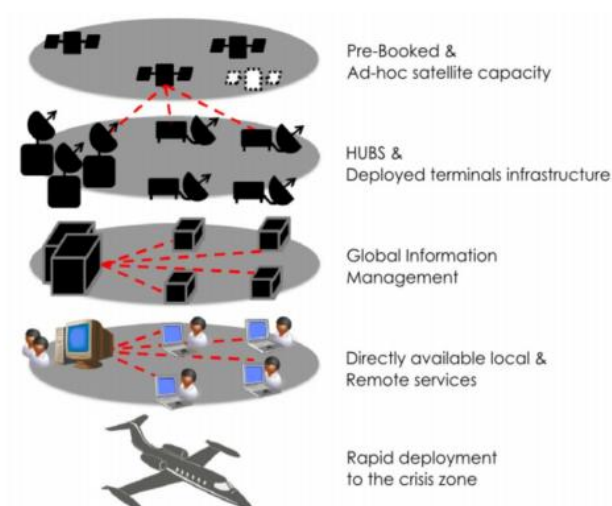 Pre-Booked &
Ad-hoc satellite capacity
HUBS &
Deployed terminals infrastructure
Global Information
Management
Directly available local &
Remote services
Rapid deployment
to the crisis zone